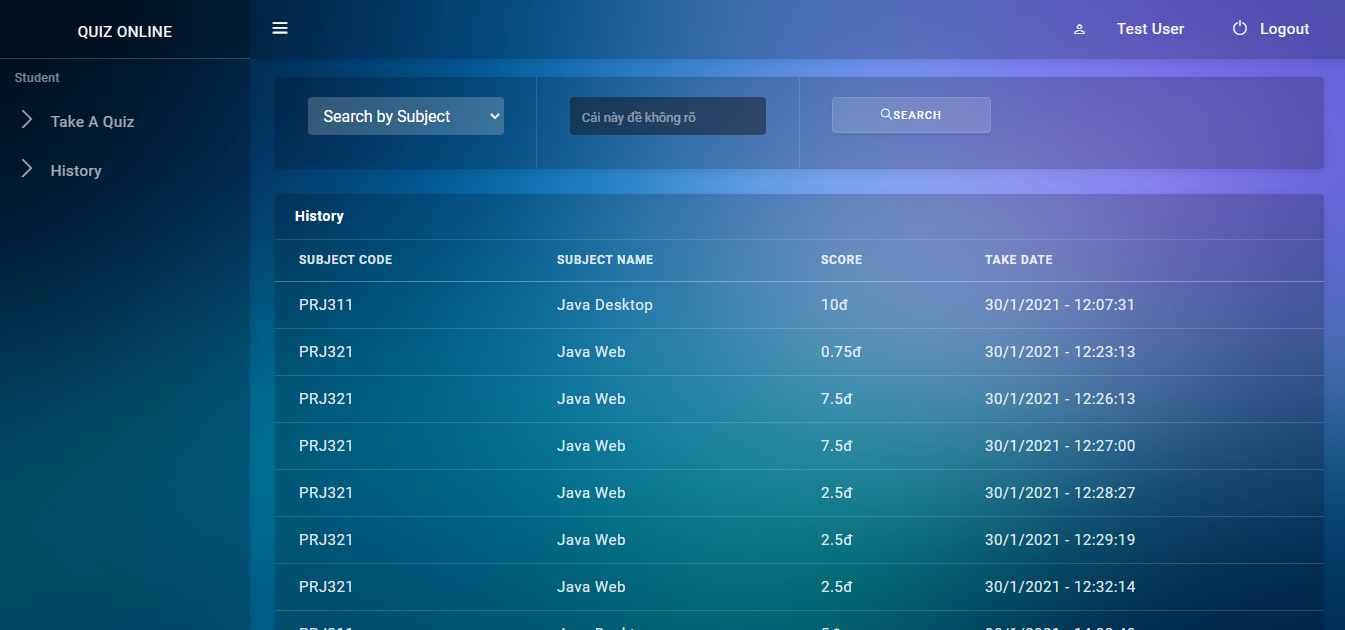 QUIZ ONLINE
Test User
Logout
Student
Take A Quiz
History
Search by Subject
Cái này đề không rõ
SEARCH
History
SUBJECT CODE SUBJECT NAME SCORE TAKE DATE
PRJ311 Java Desktop 10đ 30/1/2021 - 12:07:31
PRJ321 Java Web 0.75đ 30/1/2021 - 12:23:13
PRJ321 Java Web 7.5đ 30/1/2021 - 12:26:13
PRJ321 Java Web 7.5đ 30/1/2021 - 12:27:00
PRJ321 Java Web 2.5đ 30/1/2021 - 12:28:27
PRJ321 Java Web 2.5đ 30/1/2021 - 12:29:19
PRJ321 Java Web 2.5đ 30/1/2021 - 12:32:14